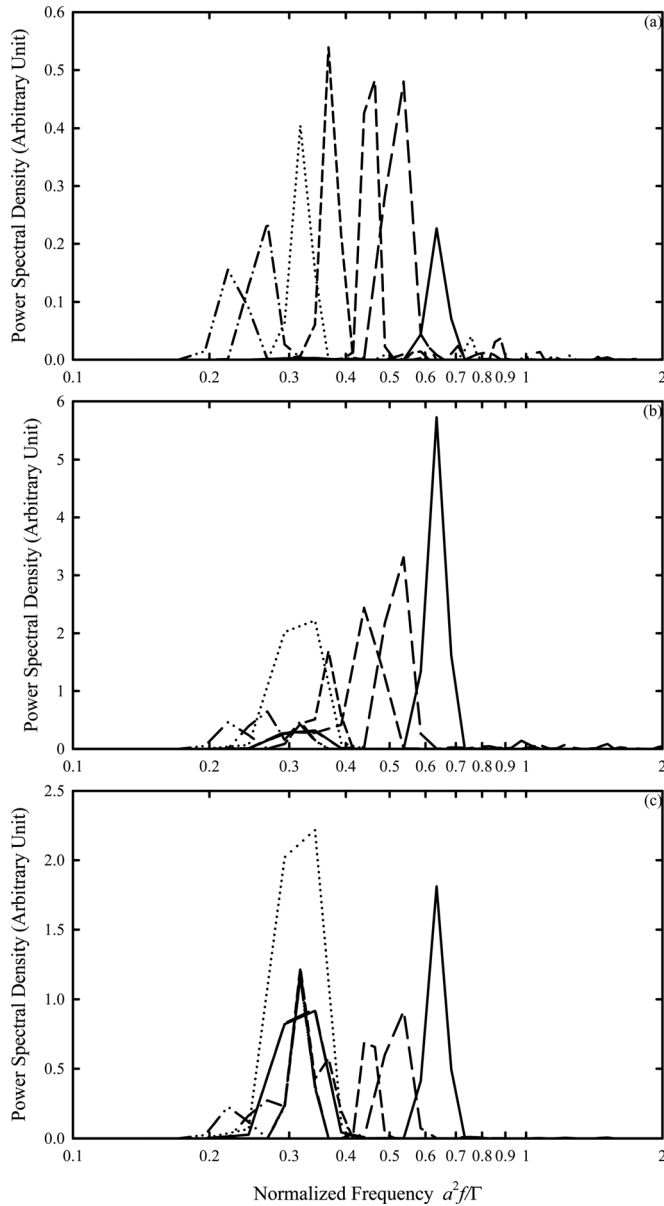 (a)
Power Spectral Density (Arbitrary Unit)
0.6
0.5
0.4
0.3
0.2
0.1
0.0
0.1 0.2 0.3 0.4 0.5 0.6 0.7 0.8 0.9 1 2
(b)
Power Spectral Density (Arbitrary Unit)
6
5
4
3
2
1
0
0.1 0.2 0.3 0.4 0.5 0.6 0.7 0.8 0.9 1 2
(c)
Power Spectral Density (Arbitrary Unit)
2.5
2.0
1.5
1.0
0.5
0.0
0.1 0.2 0.3 0.4 0.5 0.6 0.7 0.8 0.9 1 2
Normalized Frequency a²f/Γ